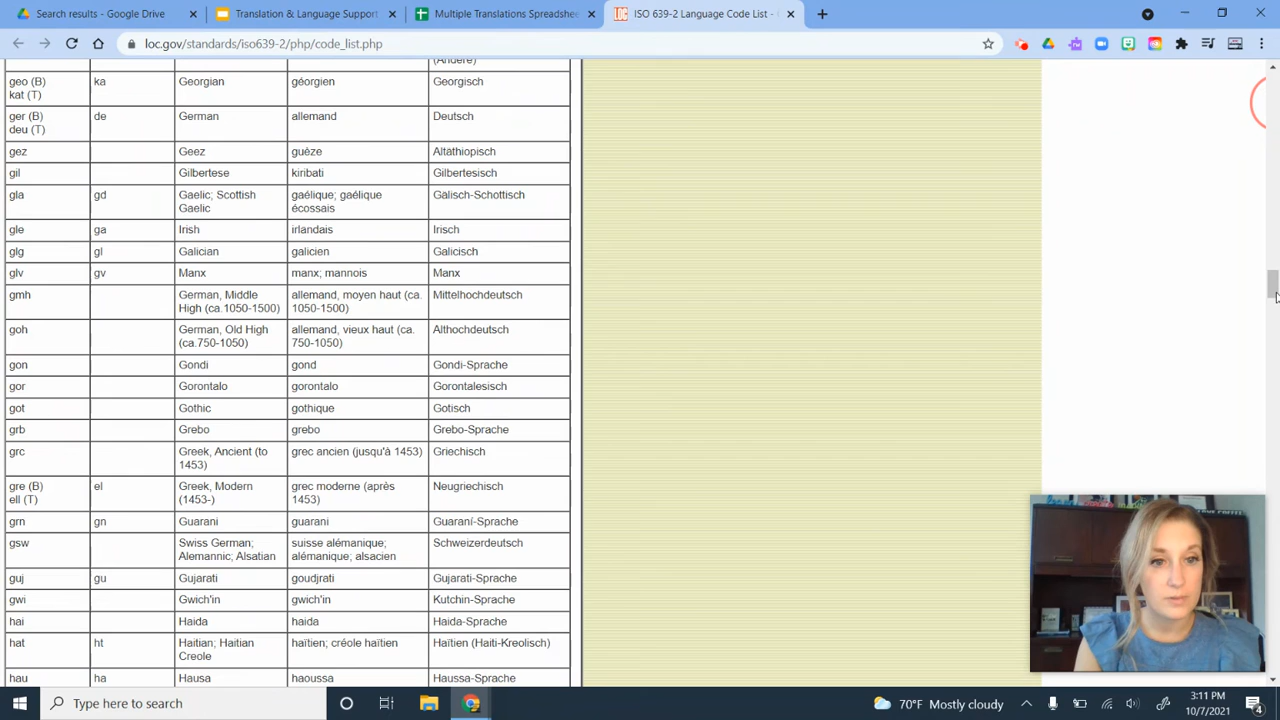 Search results - Google Drive
Translation & Language Support
Multiple Translations Spreadshee
ISO 639-2 Language Code List -
loc.gov/standards/iso639-2/php/code_list.php
(Andere)
geo (B) ka Georgian géorgien Georgisch
kat (T)
ger (B) de German allemand Deutsch
deu (T)
gez Geez guèze Altäthiopisch
gil Gilbertese kiribati Gilbertesisch
gla gd Gaelic; Scottish gaélique; gaélique Gälisch-Schottisch
Gaelic écossais
gle ga Irish irlandais Irisch
glg gl Galician galicien Galicisch
glv gv Manx manx; mannois Manx
gmh German, Middle allemand, moyen haut (ca. Mittelhochdeutsch
High (ca.1050-1500) 1050-1500)
goh German, Old High allemand, vieux haut (ca. Althochdeutsch
(ca.750-1050) 750-1050)
gon Gondi gond Gondi-Sprache
gor Gorontalo gorontalo Gorontalesisch
got Gothic gothique Gotisch
grb Grebo grebo Grebo-Sprache
grc Greek, Ancient (to grec ancien (jusqu'à 1453) Griechisch
1453)
gre (B) el Greek, Modern grec moderne (après Neugriechisch
ell (T) (1453-) 1453)
grn gn Guarani guarani Guaraní-Sprache
gsw Swiss German; suisse alémanique; Schweizerdeutsch
Alemannic; Alsatian alémanique; alsacien
guj gu Gujarati goudjrati Gujarati-Sprache
gwi Gwich'in gwich'in Kutchin-Sprache
hai Haida haida Haida-Sprache
hat ht Haitian; Haitian haïtien; créole haïtien Haïtien (Haiti-Kreolisch)
Creole
hau ha Hausa haoussa Haussa-Sprache
Type here to search
70°F Mostly cloudy
3:11 PM
10/7/2021
4